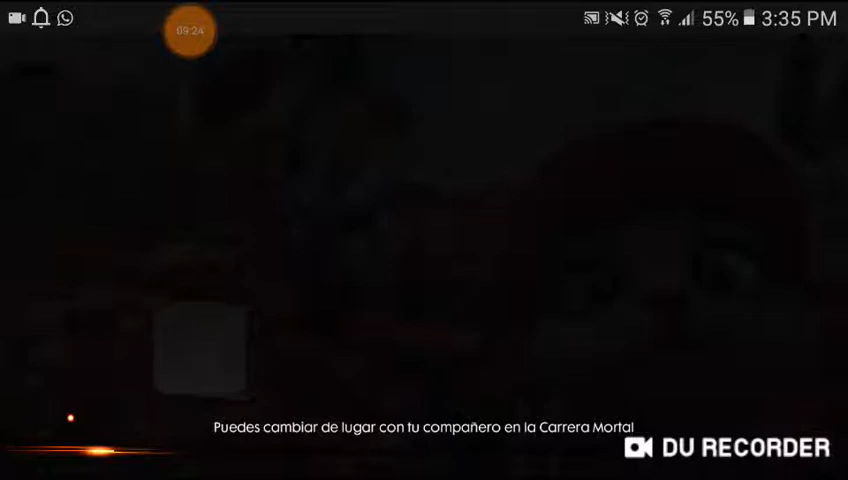 09:24
55% 3:35 PM
Puedes cambiar de lugar con tu compañero en la Carrera Mortal
DU RECORDER